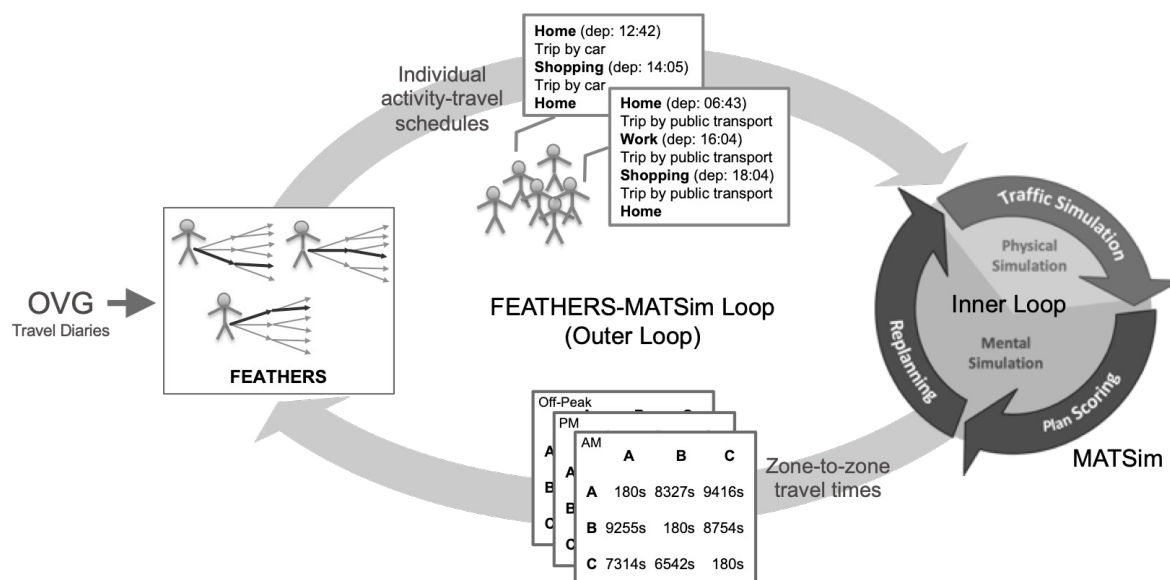 Individual
activity-travel
schedules
Home (dep: 12:42)
Trip by car
Shopping (dep: 14:05)
Trip by car
Home
Home (dep: 06:43)
Trip by public transport
Work (dep: 16:04)
Trip by public transport
Shopping (dep: 18:04)
Trip by public transport
Home
OVG
Travel Diaries
FEATHERS
FEATHERS-MATSim Loop
(Outer Loop)
Traffic Simulation
Physical
Simulation
Inner Loop
Mental
Simulation
Replanning
Plan Scoring
MATSim
Zone-to-zone
travel times
Off-Peak
A
B
C
PM
A
B
C
AM
A B C
A 180s 8327s 9416s
B 9255s 180s 8754s
C 7314s 6542s 180s